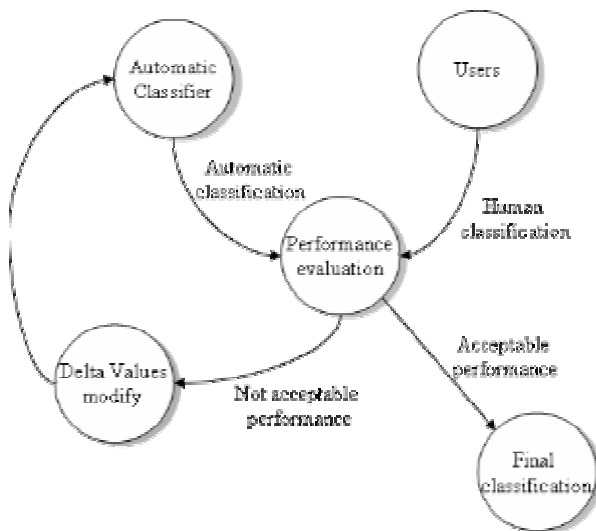 Automatic
Classifier
Users
Automatic
classification
Human
classification
Performance
evaluation
Acceptable
performance
Delta Values
modify
Not acceptable
performance
Final
classification